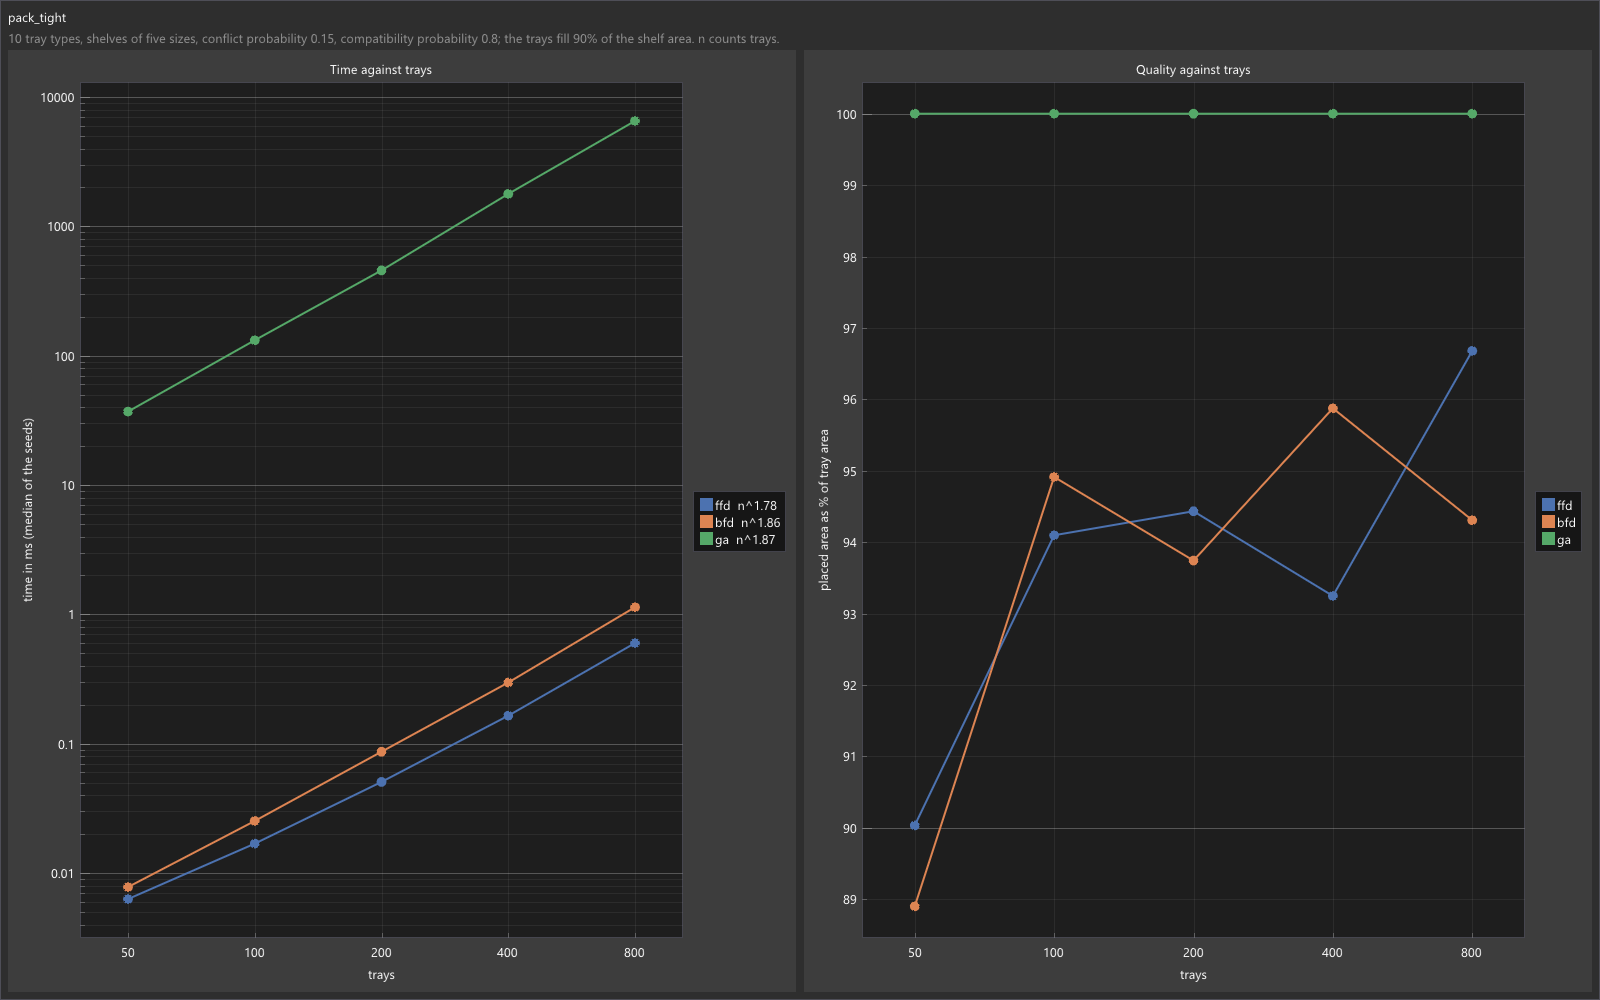 pack_tight
10 tray types, shelves of five sizes, conflict probability 0.15, compatibility probability 0.8; the trays fill 90% of the shelf area. n counts trays.
Time against trays
10000
1000
100
10
1
0.1
0.01
time in ms (median of the seeds)
50 100 200 400 800
trays
ffd n^1.78
bfd n^1.86
ga n^1.87
Quality against trays
100
99
98
97
96
95
94
93
92
91
90
89
placed area as % of tray area
50 100 200 400 800
trays
ffd
bfd
ga